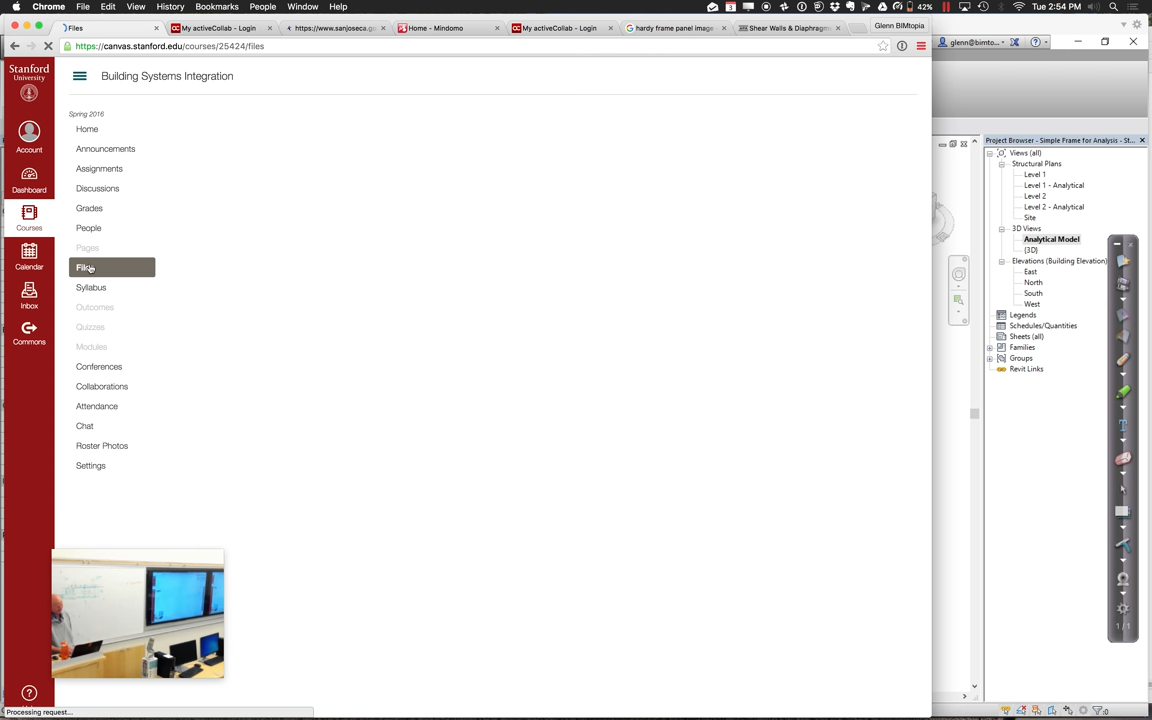 Chrome File Edit View History Bookmarks People Window Help
42% Tue 2:54 PM
Files
My activeCollab - Login
https://www.sanjoseca.go
Home - Mindomo
My activeCollab - Login
hardy frame panel image
Shear Walls & Diaphragm
Glenn BIMtopia
https://canvas.stanford.edu/courses/25424/files
glenn@bimto...
Stanford
University
Building Systems Integration
Spring 2016
Home
Announcements
Assignments
Discussions
Grades
People
Pages
Files
Syllabus
Outcomes
Quizzes
Modules
Conferences
Collaborations
Attendance
Chat
Roster Photos
Settings
Account
Dashboard
Courses
Calendar
Inbox
Commons
Processing request...
Project Browser - Simple Frame for Analysis - St...
Views (all)
Structural Plans
Level 1
Level 1 - Analytical
Level 2
Level 2 - Analytical
Site
3D Views
Analytical Model
{3D}
Elevations (Building Elevation)
East
North
South
West
Legends
Schedules/Quantities
Sheets (all)
Families
Groups
Revit Links
1 / 1
:0